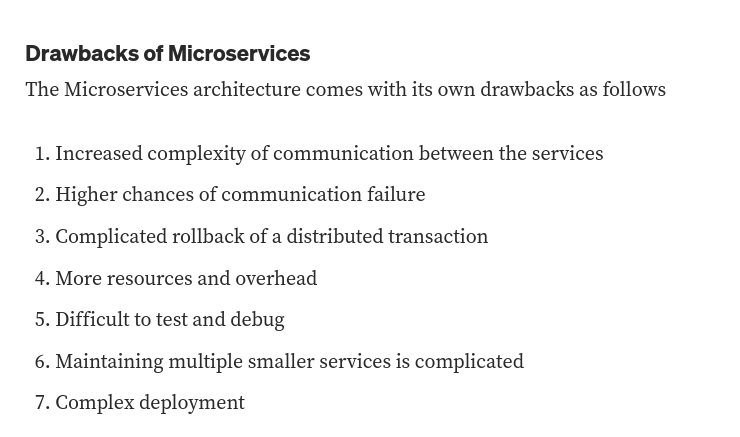 Drawbacks of Microservices
The Microservices architecture comes with its own drawbacks as follows
1. Increased complexity of communication between the services
2. Higher chances of communication failure
3. Complicated rollback of a distributed transaction
4. More resources and overhead
5. Difficult to test and debug
6. Maintaining multiple smaller services is complicated
7. Complex deployment